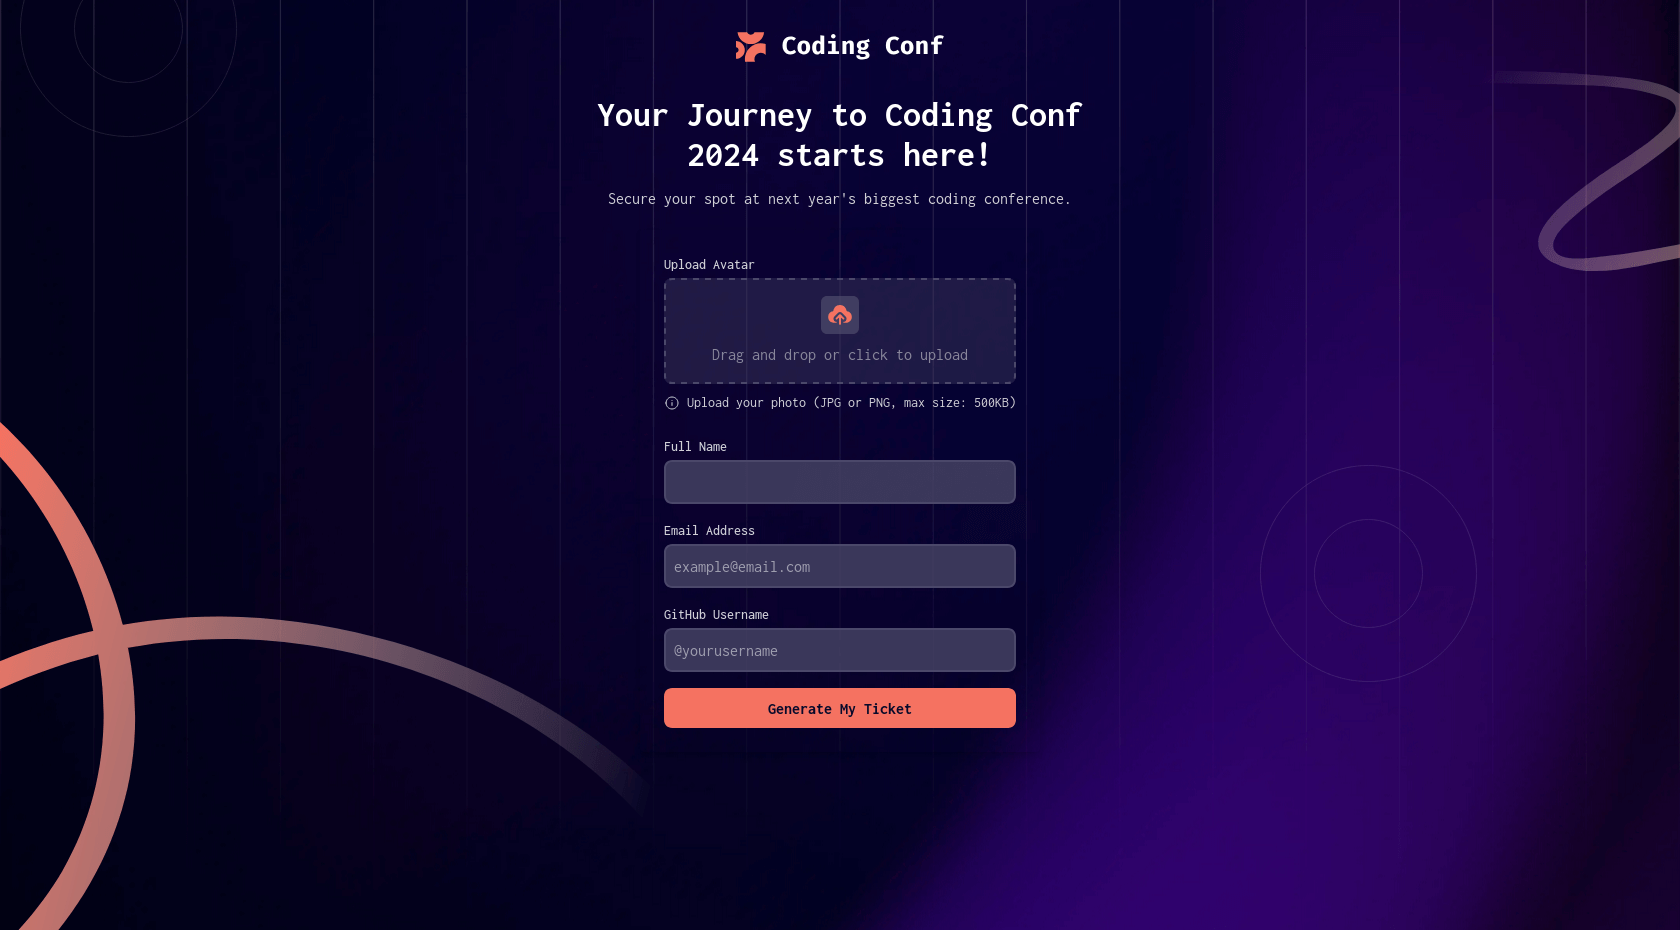 Coding Conf
Your Journey to Coding Conf
2024 starts here!
Secure your spot at next year's biggest coding conference.
Upload Avatar
Drag and drop or click to upload
Upload your photo (JPG or PNG, max size: 500KB)
Full Name
Email Address
example@email.com
GitHub Username
@yourusername
Generate My Ticket